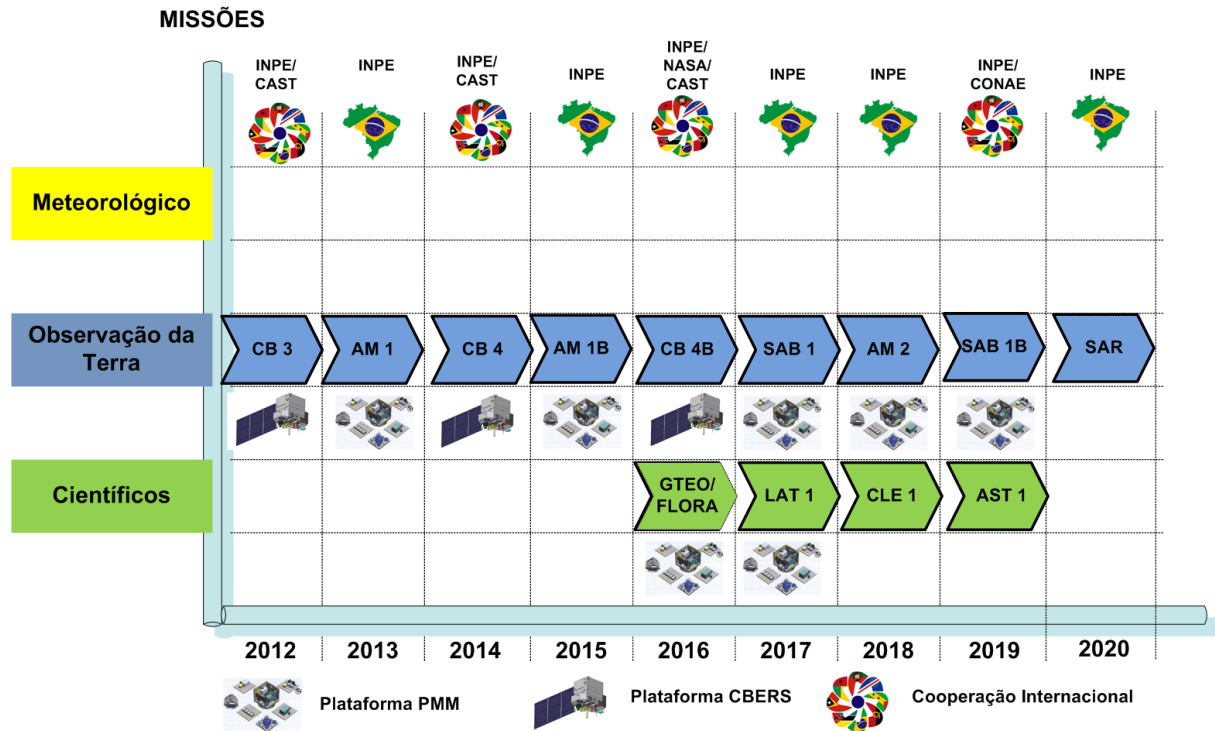 MISSÕES
INPE/
CAST
INPE
INPE/
CAST
INPE
INPE/
NASA/
CAST
INPE
INPE
INPE/
CONAE
INPE
Meteorológico
Observação da
Terra
CB 3
AM 1
CB 4
AM 1B
CB 4B
SAB 1
AM 2
SAB 1B
SAR
Científicos
GTEO/
FLORA
LAT 1
CLE 1
AST 1
2012
2013
2014
2015
2016
2017
2018
2019
2020
Plataforma PMM
Plataforma CBERS
Cooperação Internacional